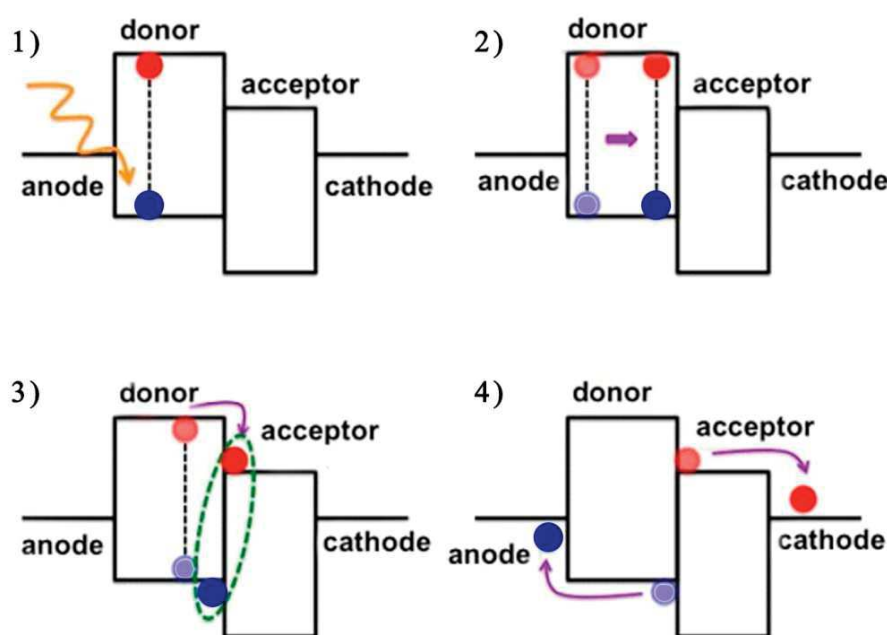 1)
donor
acceptor
anode
cathode
2)
donor
acceptor
anode
cathode
3)
donor
acceptor
anode
cathode
4)
donor
acceptor
anode
cathode